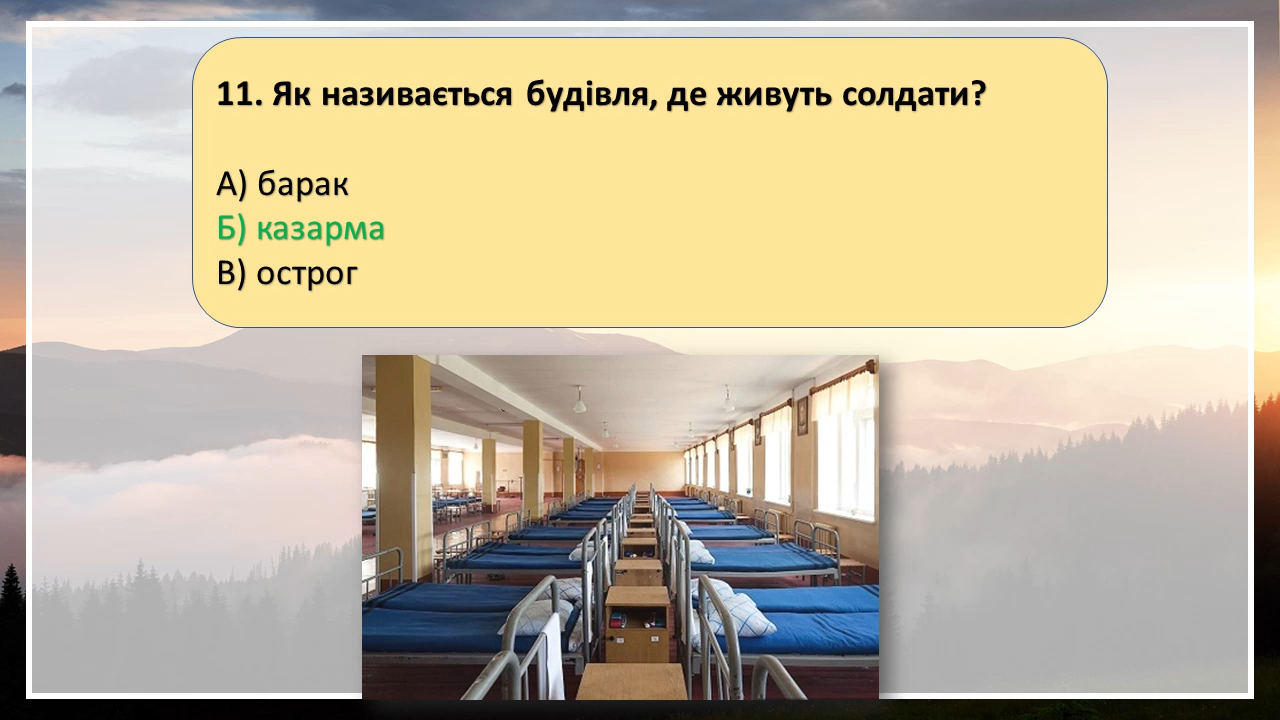 11. Як називається будівля, де живуть солдати?
А) барак
Б) казарма
В) острог